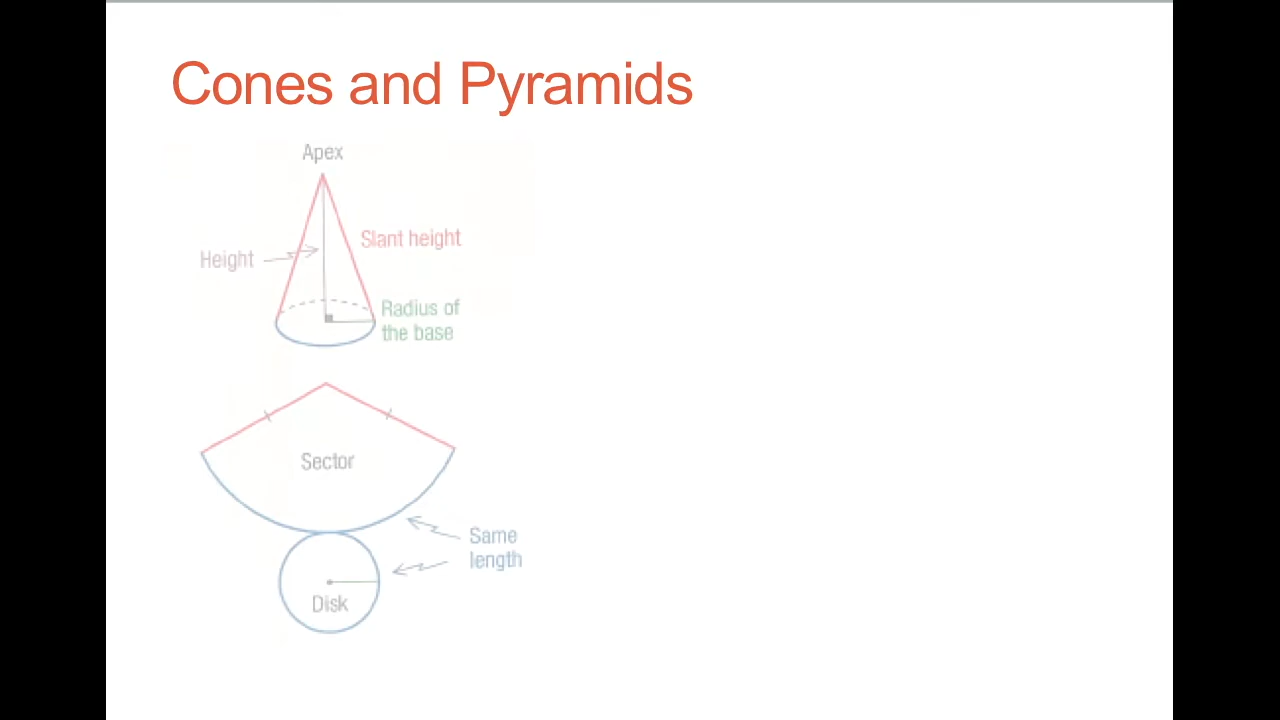 Cones and Pyramids
Apex
Slant height
Height
Radius of
the base
Sector
Same
length
Disk